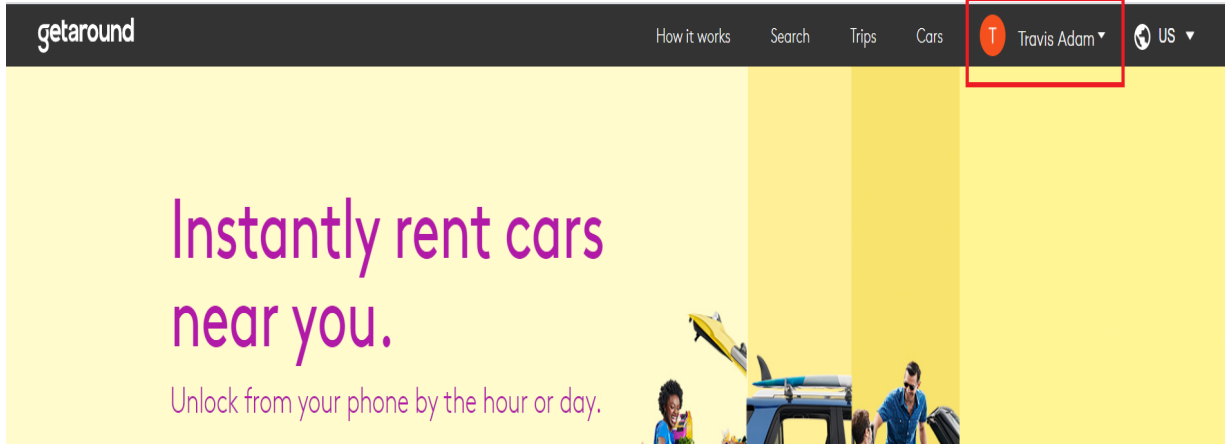 getaround
How it works Search Trips Cars T Travis Adam US
Instantly rent cars
near you.
Unlock from your phone by the hour or day.